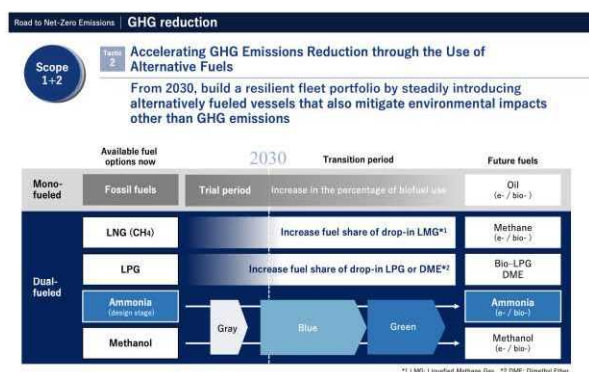 Road to Net-Zero Emissions GHG reduction
Scope
1+2
Tactic
2
Accelerating GHG Emissions Reduction through the Use of
Alternative Fuels
From 2030, build a resilient fleet portfolio by steadily introducing
alternatively fueled vessels that also mitigate environmental impacts
other than GHG emissions
Available fuel
options now
2030
Transition period
Future fuels
Mono-
fueled
Fossil fuels
Trial period
Increase in the percentage of biofuel use
Oil
(e- / bio-)
Dual-
fueled
LNG (CH4)
Increase fuel share of drop-in LMG*1
Methane
(e- / bio-)
LPG
Increase fuel share of drop-in LPG or DME*2
Bio-LPG
DME
Ammonia
(design stage)
Gray
Blue
Green
Ammonia
(e- / bio-)
Methanol
Methanol
(e- / bio-)
*1 LMG: Liquefied Methane Gas *2 DME: Dimethyl Ether